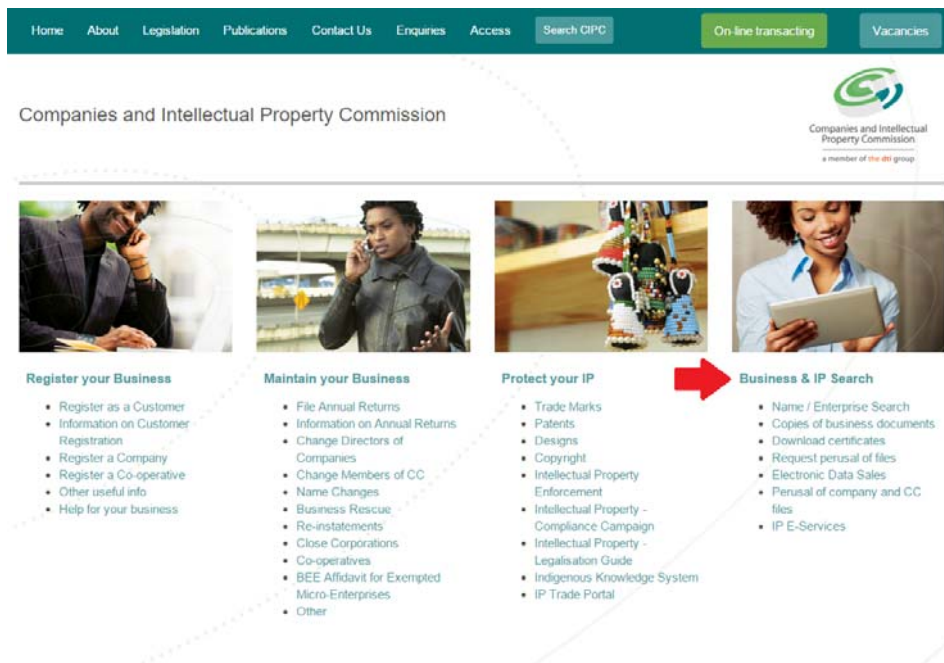 Home About Legislation Publications Contact Us Enquiries Access Search CIPC On-line transacting Vacancies
Companies and Intellectual Property Commission
Companies and Intellectual
Property Commission
a member of the dti group
Register your Business
Register as a Customer
Information on Customer
Registration
Register a Company
Register a Co-operative
Other useful info
Help for your business
Maintain your Business
File Annual Returns
Information on Annual Returns
Change Directors of
Companies
Change Members of CC
Name Changes
Business Rescue
Re-instatements
Close Corporations
Co-operatives
BEE Affidavit for Exempted
Micro-Enterprises
Other
Protect your IP
Trade Marks
Patents
Designs
Copyright
Intellectual Property
Enforcement
Intellectual Property -
Compliance Campaign
Intellectual Property -
Legalisation Guide
Indigenous Knowledge System
IP Trade Portal
Business & IP Search
Name / Enterprise Search
Copies of business documents
Download certificates
Request perusal of files
Electronic Data Sales
Perusal of company and CC
files
IP E-Services